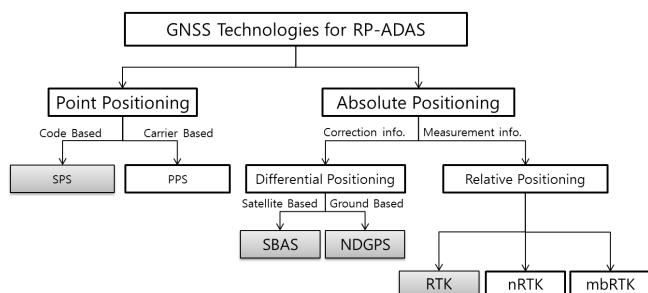 GNSS Technologies for RP-ADAS
Point Positioning
Absolute Positioning
Code Based
Carrier Based
Correction info.
Measurement info.
SPS
PPS
Differential Positioning
Relative Positioning
Satellite Based
Ground Based
SBAS
NDGPS
RTK
nRTK
mbRTK